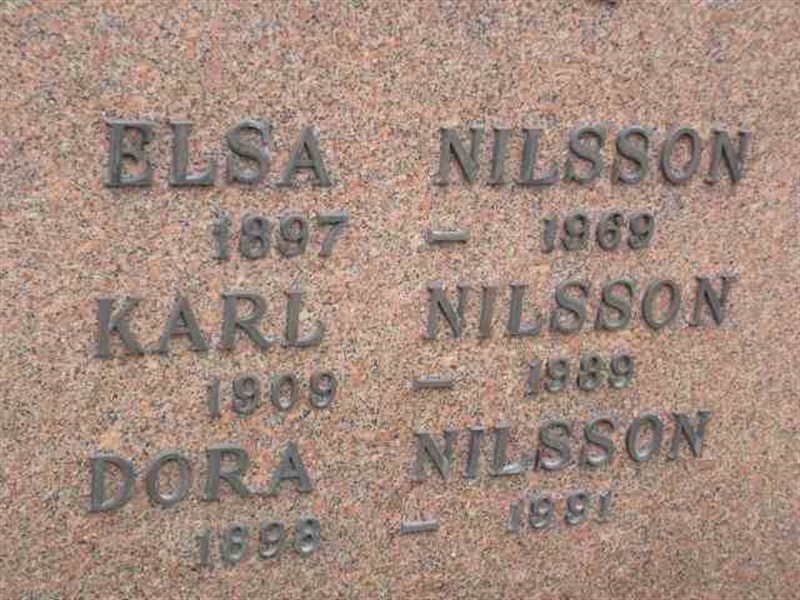 ELSA NILSSON
1897 – 1969
KARL NILSSON
1909 – 1989
DORA NILSSON
1898 – 1991